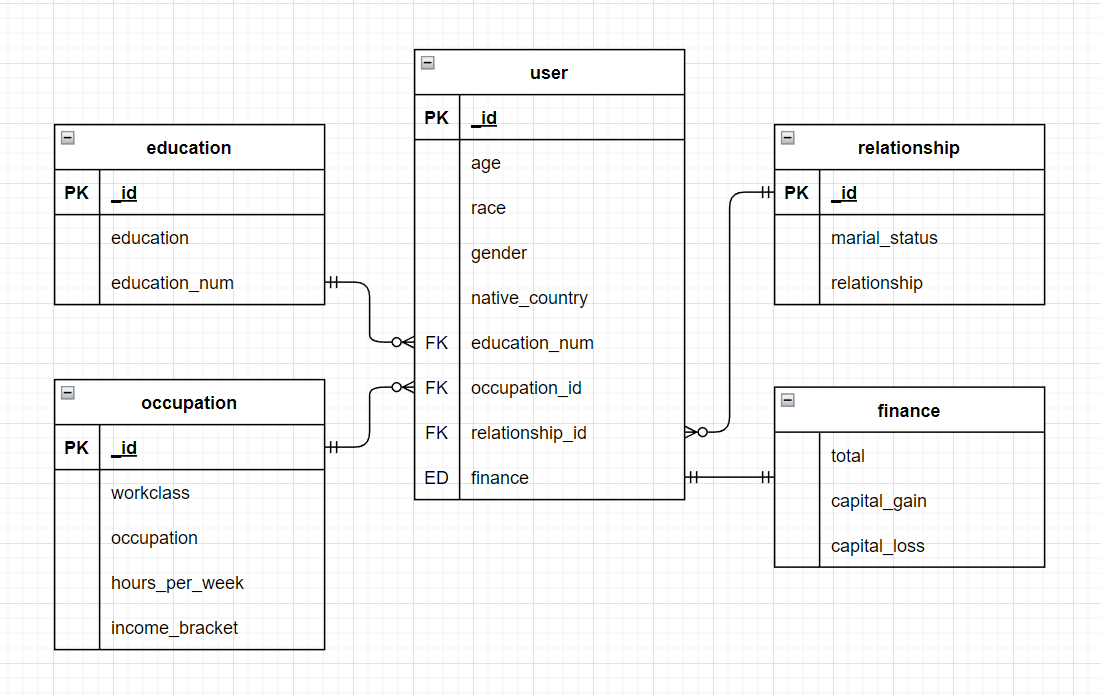 user
PK _id
age
race
gender
native_country
FK education_num
FK occupation_id
FK relationship_id
ED finance
education
PK _id
education
education_num
occupation
PK _id
workclass
occupation
hours_per_week
income_bracket
relationship
PK _id
marial_status
relationship
finance
total
capital_gain
capital_loss